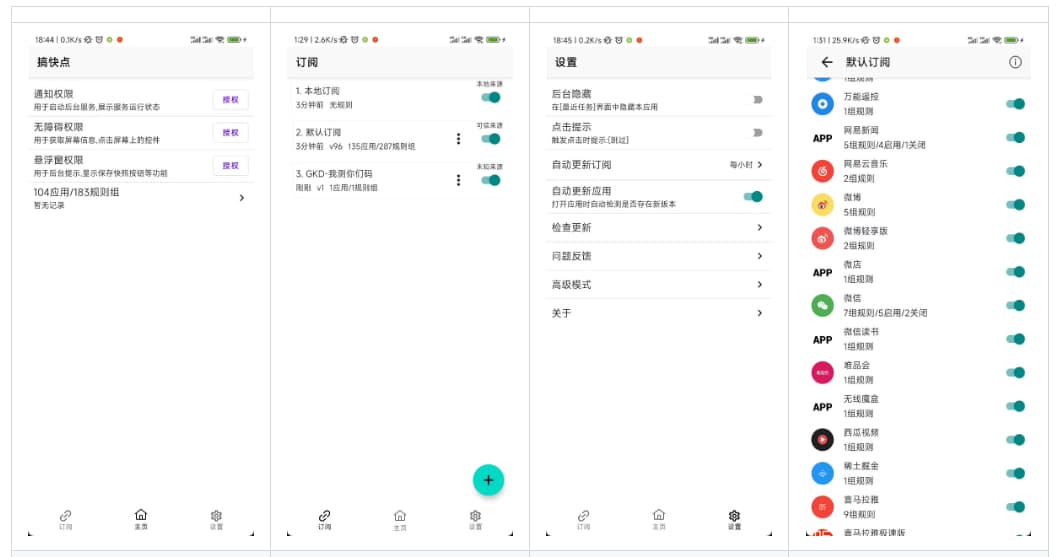 18:44 | 0.1K/s
搞快点
通知权限
用于启动后台服务,展示服务运行状态
授权
无障碍权限
用于获取屏幕信息,点击屏幕上的控件
授权
悬浮窗权限
用于后台提示,显示保存快照按钮等功能
授权
104应用/183规则组
暂无记录
订阅
主页
设置
1:29 | 2.6K/s
订阅
本地来源
1. 本地订阅
3分钟前 无规则
可信来源
2. 默认订阅
3分钟前 v96 135应用/287规则组
未知来源
3. GKD-我测你们码
刚刚 v1 1应用/1规则组
+
订阅
主页
设置
18:45 | 0.2K/s
设置
后台隐藏
在[最近任务]界面中隐藏本应用
点击提示
触发点击时提示:[跳过]
自动更新订阅
每小时
自动更新应用
打开应用时自动检测是否存在新版本
检查更新
问题反馈
高级模式
关于
订阅
主页
设置
1:31 | 25.9K/s
默认订阅
1组规则
万能遥控
1组规则
APP
网易新闻
5组规则/4启用/1关闭
网易云音乐
2组规则
微博
5组规则
微博轻享版
2组规则
APP
微店
1组规则
微信
7组规则/5启用/2关闭
APP
微信读书
1组规则
唯品会
1组规则
APP
无线魔盒
1组规则
西瓜视频
1组规则
稀土掘金
1组规则
喜马拉雅
9组规则
喜马拉雅极速版